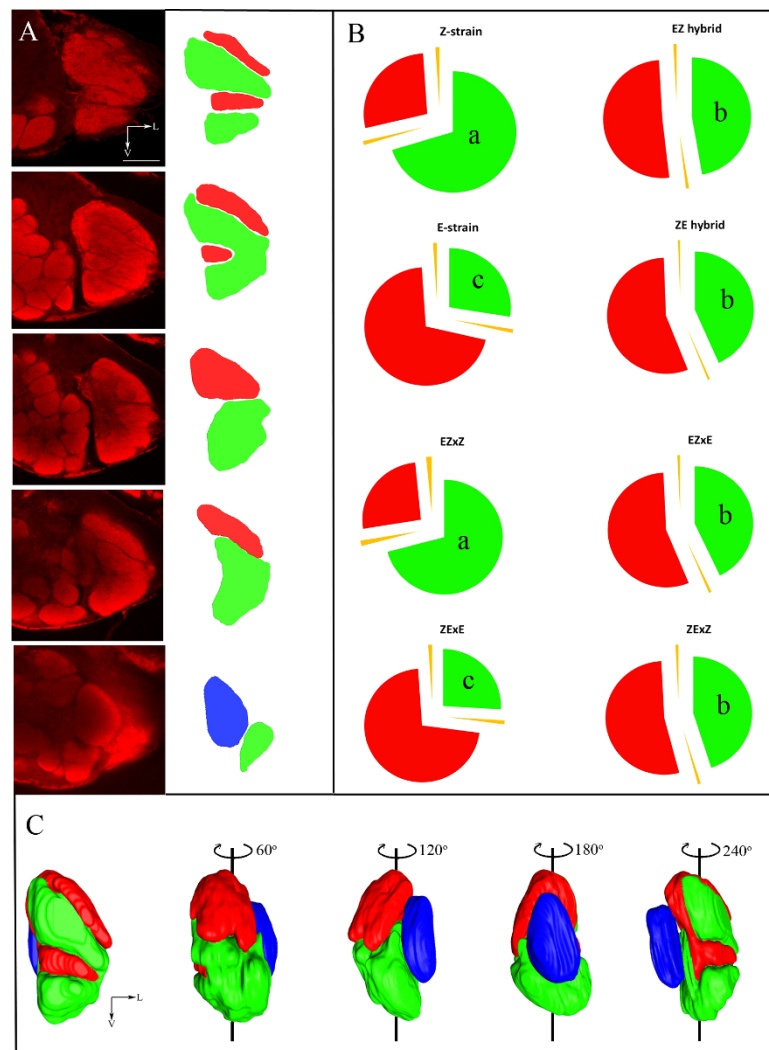 A
L
V
B
Z-strain
EZ hybrid
a
b
E-strain
ZE hybrid
c
b
EZxZ
EZxE
a
b
ZExE
ZExZ
c
b
C
60°
120°
180°
240°
L
V